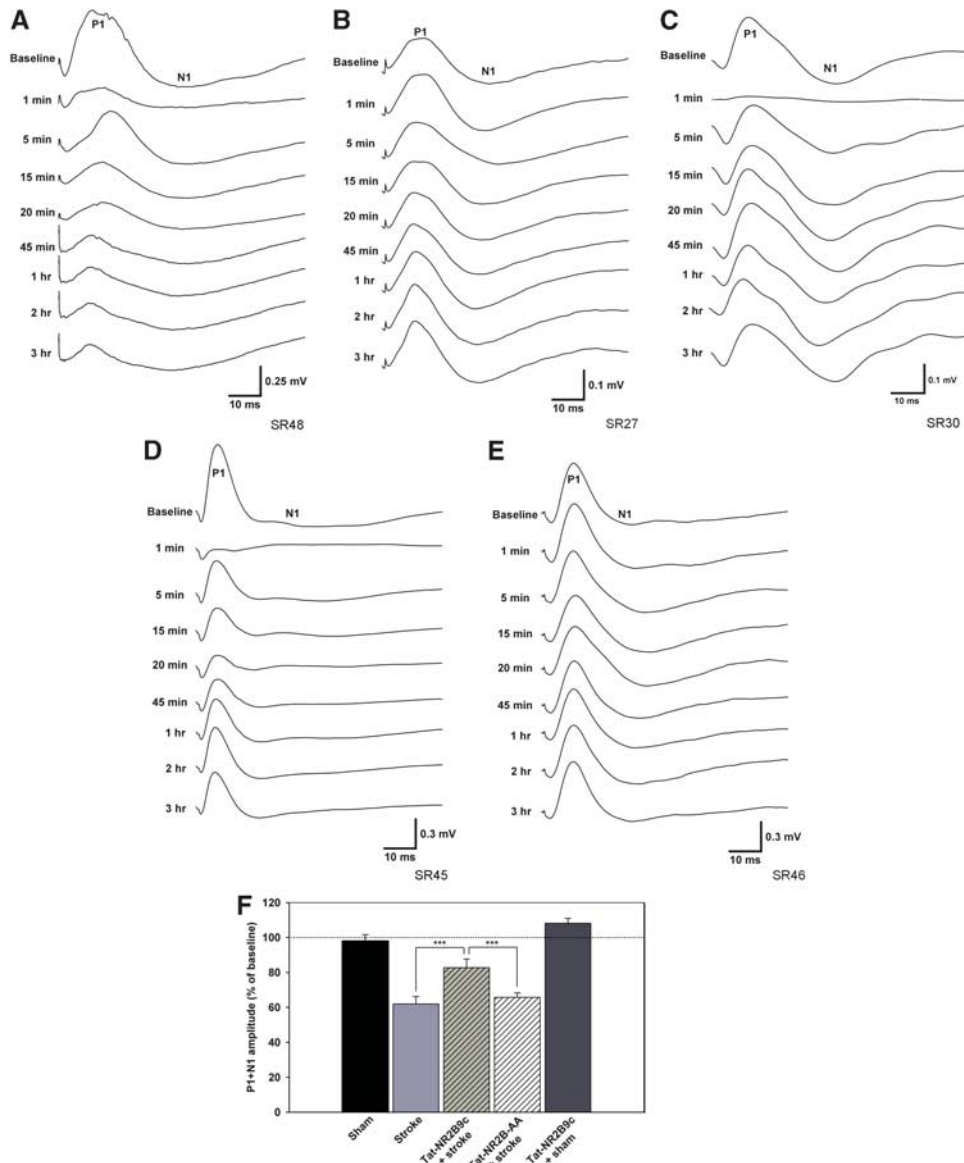 A
P1
Baseline
N1
1 min
5 min
15 min
20 min
45 min
1 hr
2 hr
3 hr
0.25 mV
10 ms
SR48
B
P1
Baseline
N1
1 min
5 min
15 min
20 min
45 min
1 hr
2 hr
3 hr
0.1 mV
10 ms
SR27
C
P1
Baseline
N1
1 min
5 min
15 min
20 min
45 min
1 hr
2 hr
3 hr
0.1 mV
10 ms
SR30
D
P1
Baseline
N1
1 min
5 min
15 min
20 min
45 min
1 hr
2 hr
3 hr
0.3 mV
10 ms
SR45
E
P1
Baseline
N1
1 min
5 min
15 min
20 min
45 min
1 hr
2 hr
3 hr
0.3 mV
10 ms
SR46
F
P1+N1 amplitude (% of baseline)
120
100
80
60
40
20
0
***
***
Sham
Stroke
Tat-NR2B9c
+ stroke
Tat-NR2B-AA
stroke
Tat-NR2B9c
+ sham